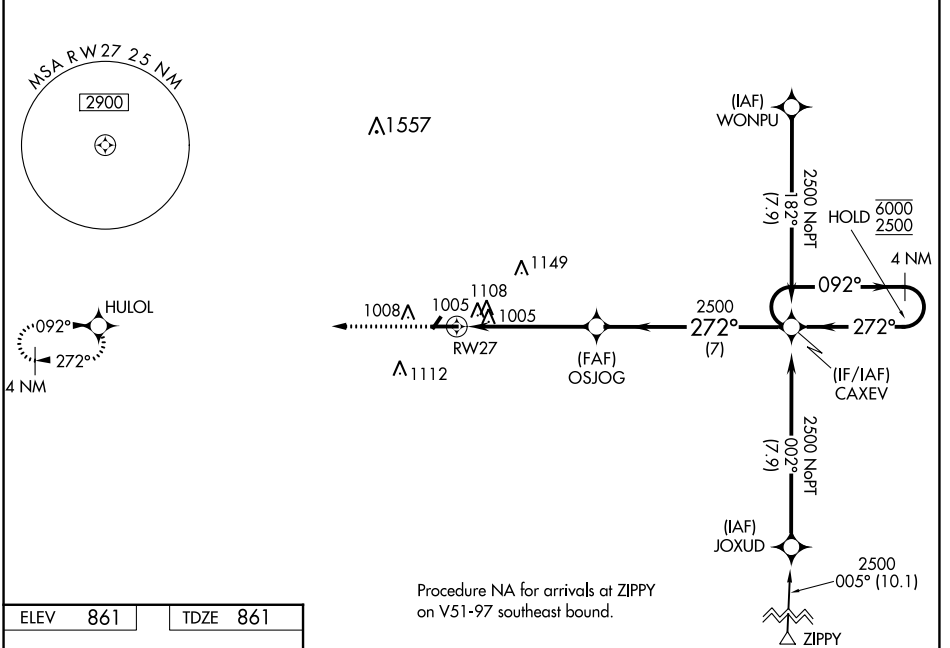 MSA RW27 25 NM
2900
1557
(IAF)
WONPU
2500 NoPT
182°
(7.9)
HOLD 6000
2500
4 NM
1149
1108
1008
1005
1005
092°
HULOL
092°
272°
4 NM
RW27
2500
272°
(7)
272°
(FAF)
OSJOG
(IF/IAF)
CAXEV
1112
2500 NoPT
002°
(7.9)
(IAF)
JOXUD
2500
005° (10.1)
Procedure NA for arrivals at ZIPPY
on V51-97 southeast bound.
ZIPPY
ELEV 861
TDZE 861